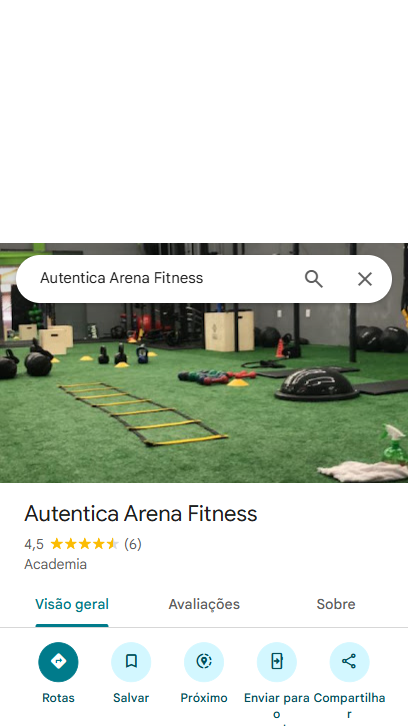 Autentica Arena Fitness
Autentica Arena Fitness
4,5 (6)
Academia
Visão geral
Avaliações
Sobre
Rotas
Salvar
Próximo
Enviar para
o
Compartilha
r